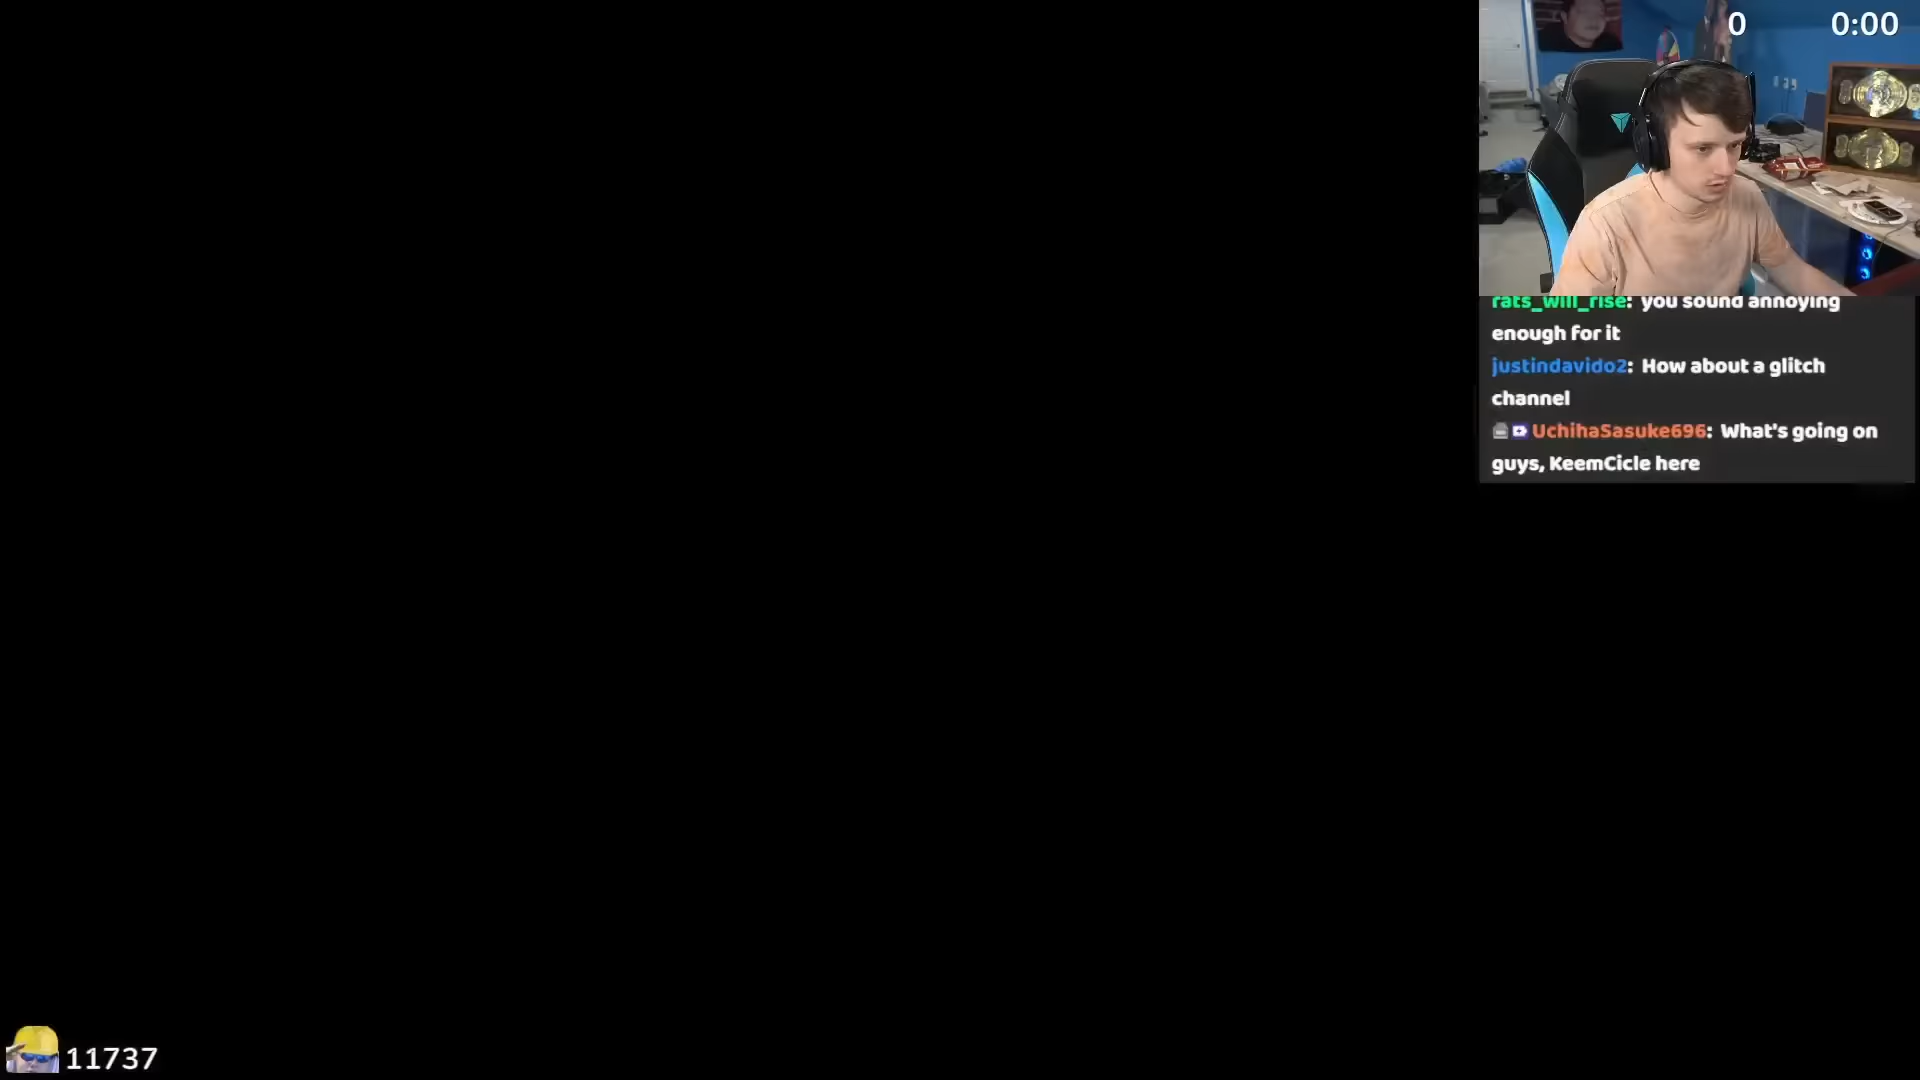 0 0:00
rats_will_rise: you sound annoying
enough for it
justindavido2: How about a glitch
channel
UchihaSasuke696: What's going on
guys, KeemCicle here
11737